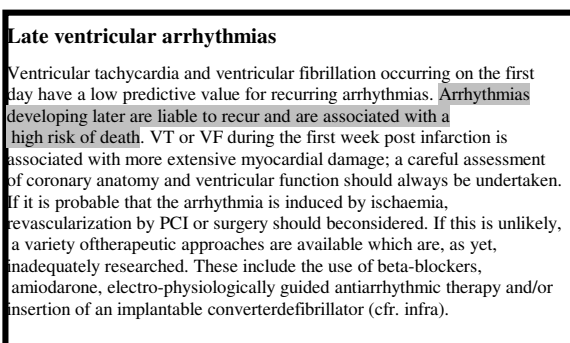 Late ventricular arrhythmias
Ventricular tachycardia and ventricular fibrillation occurring on the first
day have a low predictive value for recurring arrhythmias. Arrhythmias
developing later are liable to recur and are associated with a
high risk of death. VT or VF during the first week post infarction is
associated with more extensive myocardial damage; a careful assessment
of coronary anatomy and ventricular function should always be undertaken.
If it is probable that the arrhythmia is induced by ischaemia,
revascularization by PCI or surgery should beconsidered. If this is unlikely,
a variety oftherapeutic approaches are available which are, as yet,
inadequately researched. These include the use of beta-blockers,
amiodarone, electro-physiologically guided antiarrhythmic therapy and/or
insertion of an implantable converterdefibrillator (cfr. infra).